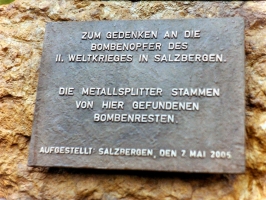 ZUM GEDENKEN AN DIE
BOMBENOPFER DES
II. WELTKRIEGES IN SALZBERGEN.
DIE METALLSPLITTER STAMMEN
VON HIER GEFUNDENEN
BOMBENRESTEN.
AUFGESTELLT: SALZBERGEN, DEN 7. MAI 2005